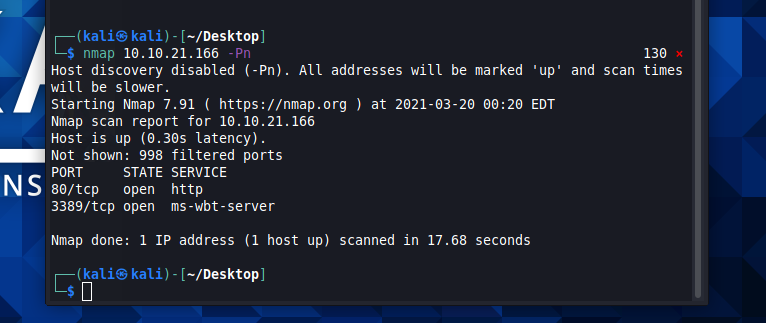 ┌──(kali㉿kali)-[~/Desktop]
└─$ nmap 10.10.21.166 -Pn 130 ⨯
Host discovery disabled (-Pn). All addresses will be marked 'up' and scan times
will be slower.
Starting Nmap 7.91 ( https://nmap.org ) at 2021-03-20 00:20 EDT
Nmap scan report for 10.10.21.166
Host is up (0.30s latency).
Not shown: 998 filtered ports
PORT     STATE SERVICE
80/tcp   open  http
3389/tcp open  ms-wbt-server
NS
Nmap done: 1 IP address (1 host up) scanned in 17.68 seconds
┌──(kali㉿kali)-[~/Desktop]
└─$